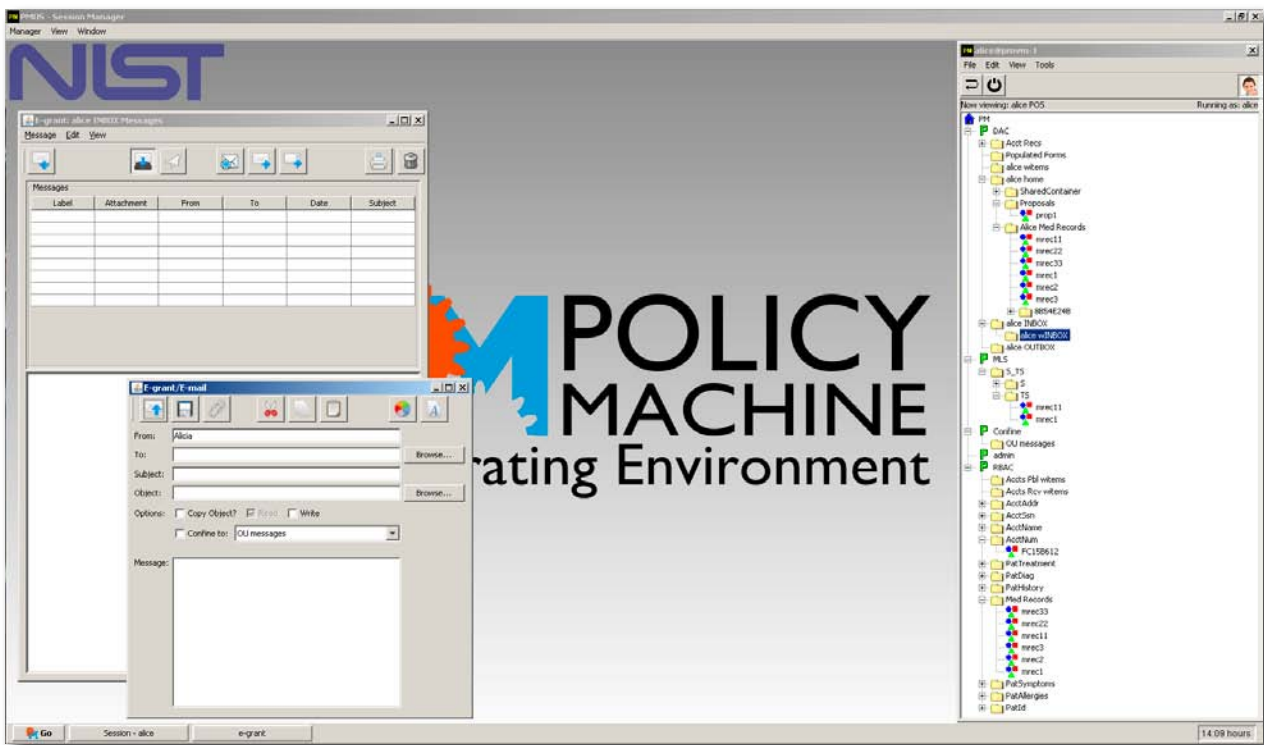 PMOS - Session Manager
Manager View Window
NIST
E-grant: alice INBOX Messages
Message Edit View
Messages
Label Attachment From To Date Subject
POLICY
MACHINE
rating Environment
E-grant/E-mail
From: Alicia
To: Browse...
Subject:
Object: Browse...
Options: Copy Object? Read Write
Confine to: OU messages
Message:
File Edit View Tools
Now viewing: alice POS Running as: alice
PM
DAC
Acct Recs
Populated Forms
alice witems
alice home
SharedContainer
Proposals
prop1
Alice Med Records
mrec11
mrec22
mrec33
mrec1
mrec2
mrec3
8B54E24B
alice INBOX
alice wINBOX
alice OUTBOX
MLS
S_TS
S
TS
mrec11
mrec1
Confine
OU messages
admin
RBAC
Accts Pbl witems
Accts Rcv witems
AcctAddr
AcctSsn
AcctName
AcctNum
FC15B612
PatTreatment
PatDiag
PatHistory
Med Records
mrec33
mrec22
mrec11
mrec3
mrec2
mrec1
PatSymptoms
PatAllergies
PatId
Go Session - alice e-grant 14:09 hours